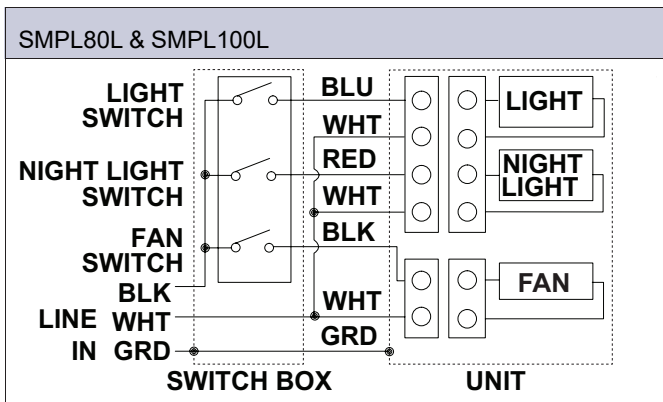 SMPL80L & SMPL100L
LIGHT
SWITCH
BLU
LIGHT
WHT
NIGHT LIGHT
SWITCH
RED
NIGHT
LIGHT
WHT
FAN
SWITCH
BLK
FAN
BLK
LINE WHT
WHT
IN GRD
GRD
SWITCH BOX
UNIT